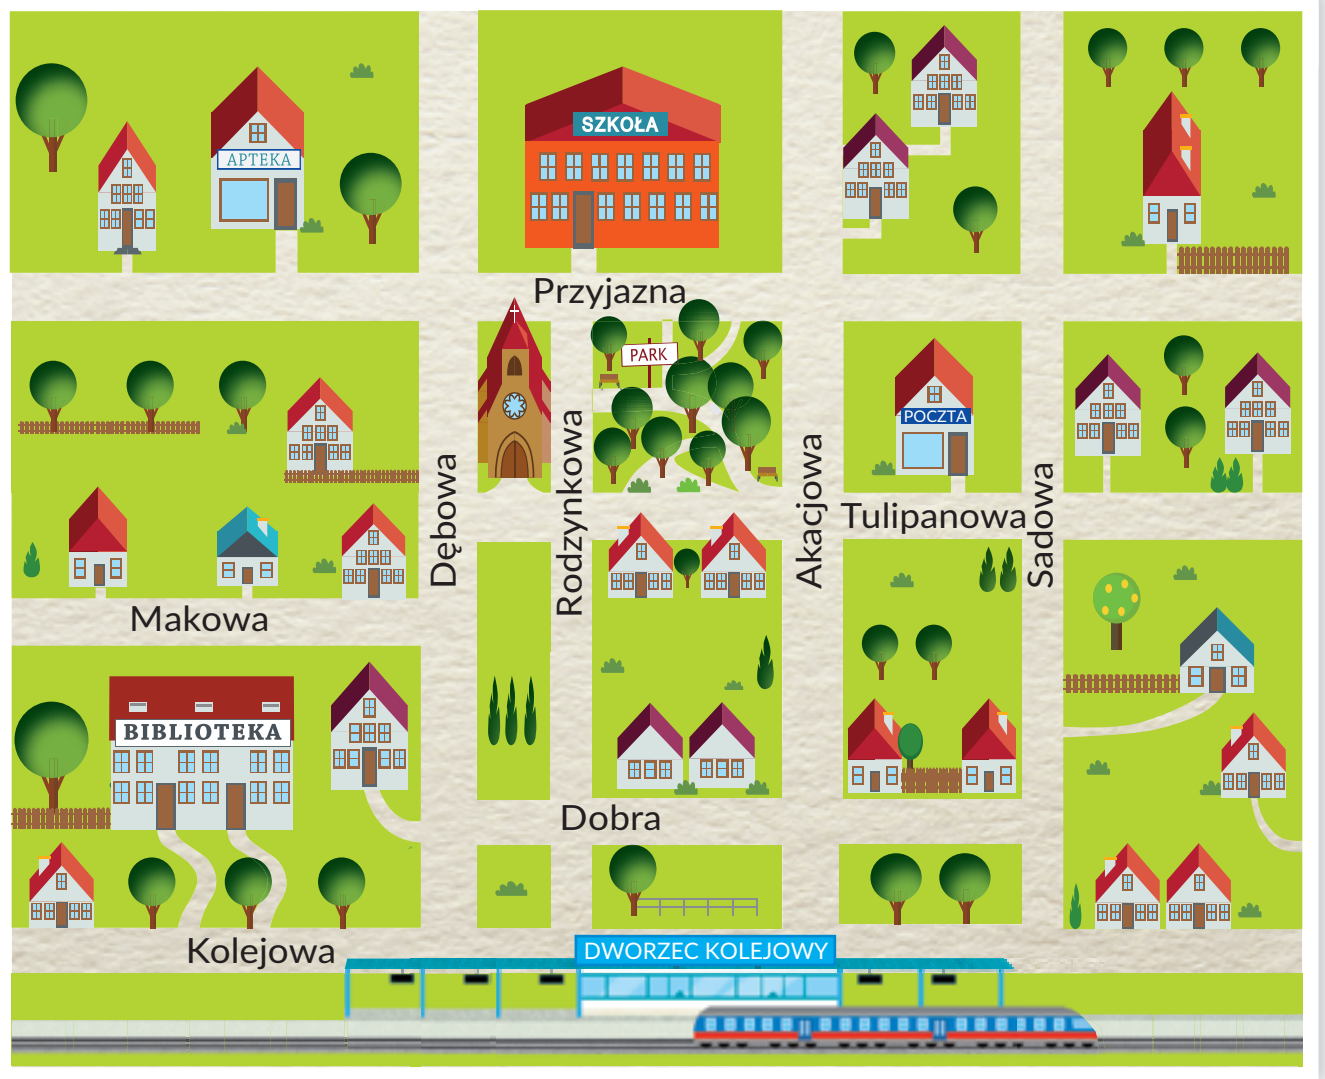 SZKOŁA
APTEKA
Przyjazna
PARK
POCZTA
Dębowa
Rodzynkowa
Akacjowa
Tulipanowa
Sadowa
Makowa
BIBLIOTEKA
Dobra
Kolejowa
DWORZEC KOLEJOWY